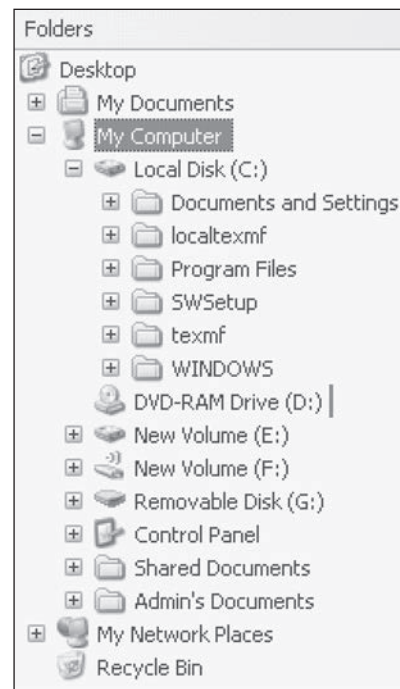 Folders
Desktop
My Documents
My Computer
Local Disk (C:)
Documents and Settings
localtexmf
Program Files
SWSetup
texmf
WINDOWS
DVD-RAM Drive (D:)
New Volume (E:)
New Volume (F:)
Removable Disk (G:)
Control Panel
Shared Documents
Admin's Documents
My Network Places
Recycle Bin